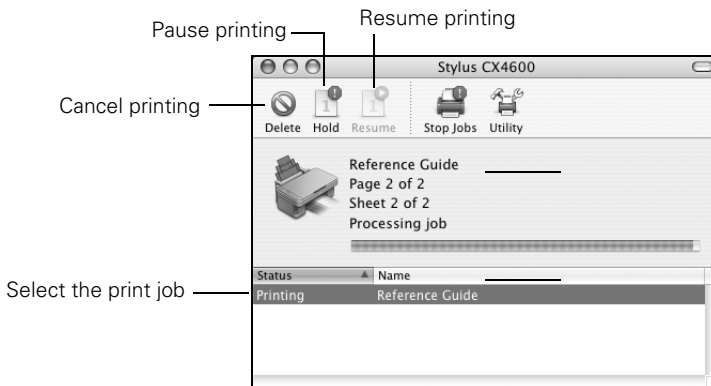 Pause printing
Resume printing
Stylus CX4600
Cancel printing
Delete Hold Resume Stop Jobs Utility
Reference Guide
Page 2 of 2
Sheet 2 of 2
Processing job
Status Name
Select the print job
Printing Reference Guide